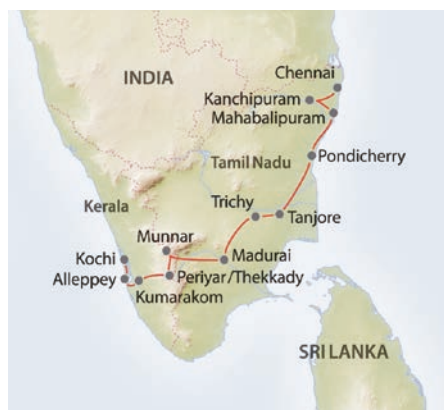 INDIA
Chennai
Kanchipuram
Mahabalipuram
Tamil Nadu
Pondicherry
Kerala
Trichy
Tanjore
Munnar
Madurai
Kochi
Alleppey
Periyar/Thekkady
Kumarakom
SRI LANKA